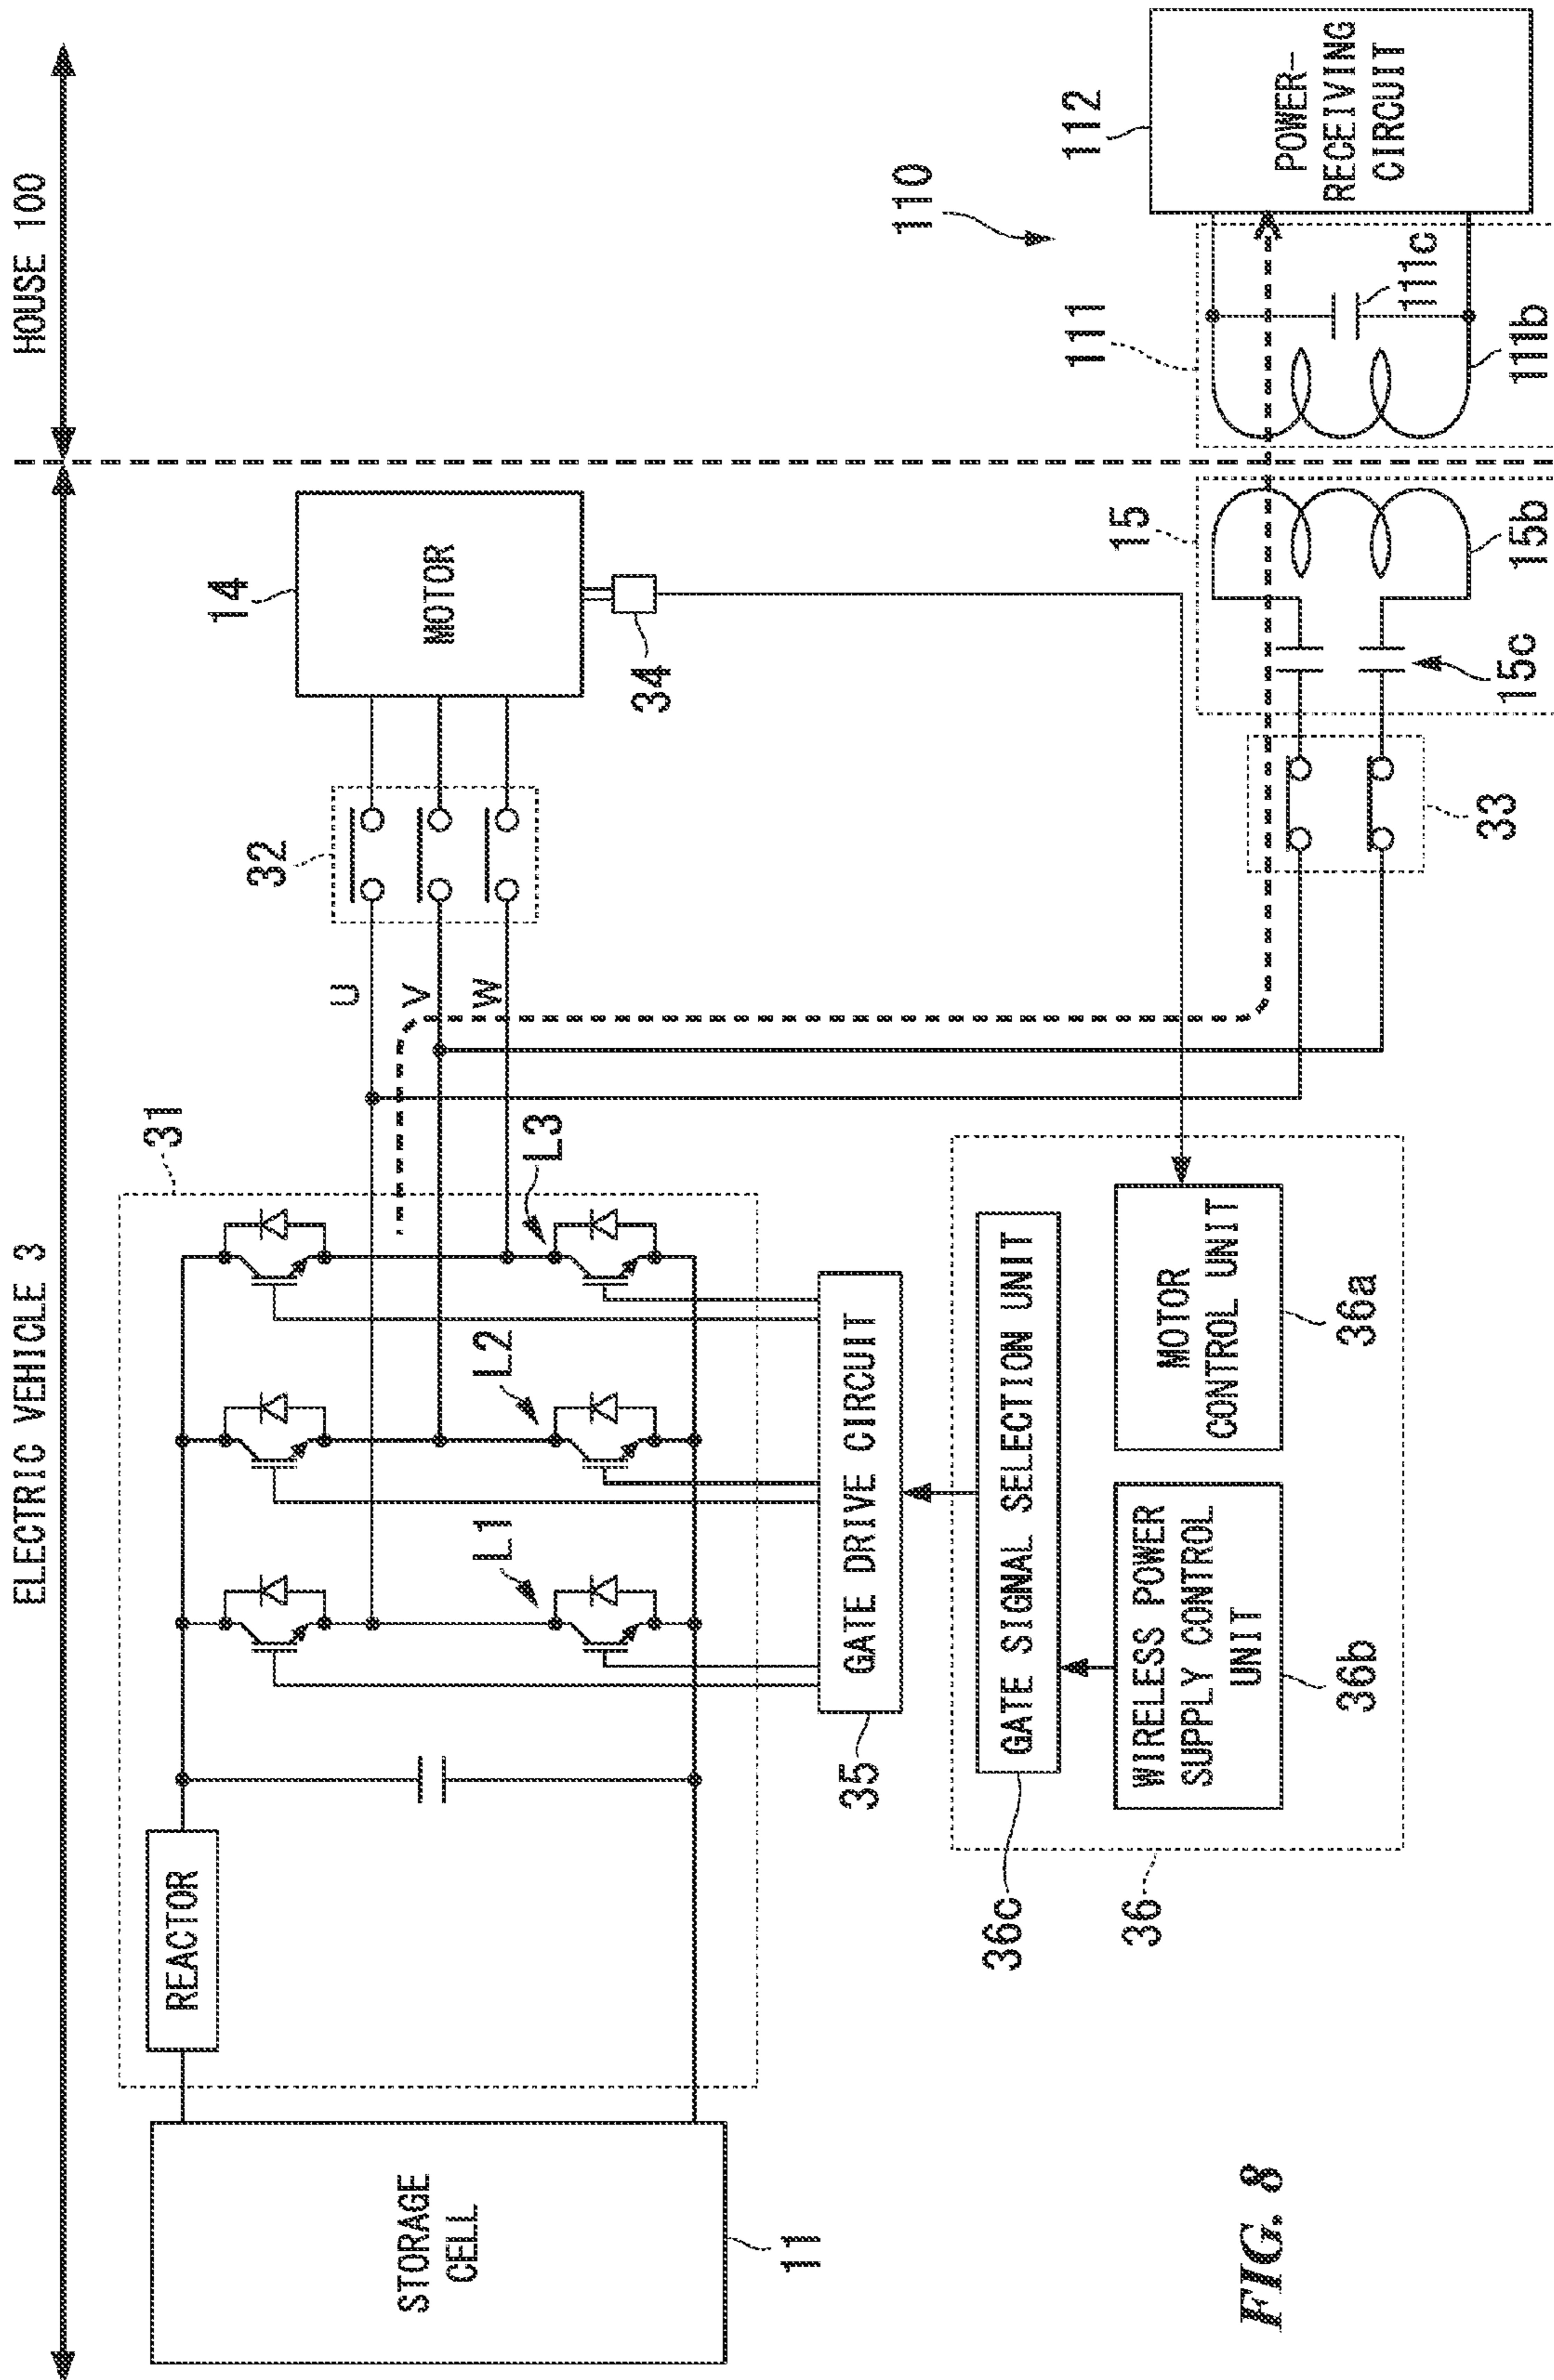 ELECTRIC VEHICLE 3
HOUSE 100
31
REACTOR
STORAGE
CELL
11
L1
L2
L3
U
V
W
32
14
MOTOR
34
GATE DRIVE CIRCUIT
35
36c
GATE SIGNAL SELECTION UNIT
WIRELESS POWER
SUPPLY CONTROL
UNIT
MOTOR
CONTROL UNIT
36
36b
36a
33
15
15c
15b
110
111
111c
111b
112
POWER-
RECEIVING
CIRCUIT
FIG. 8